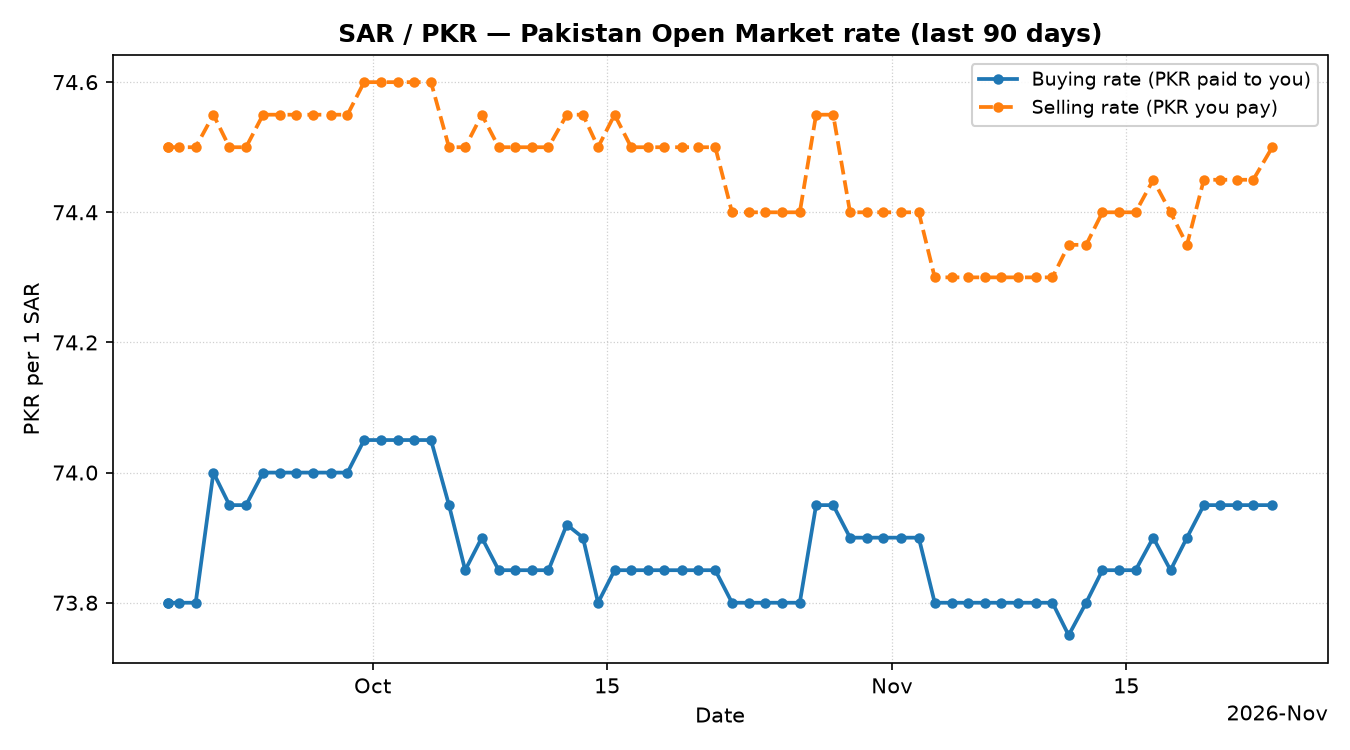 SAR / PKR — Pakistan Open Market rate (last 90 days)
Buying rate (PKR paid to you)
Selling rate (PKR you pay)
PKR per 1 SAR
74.6
74.4
74.2
74.0
73.8
Oct
15
Nov
15
Date
2026-Nov